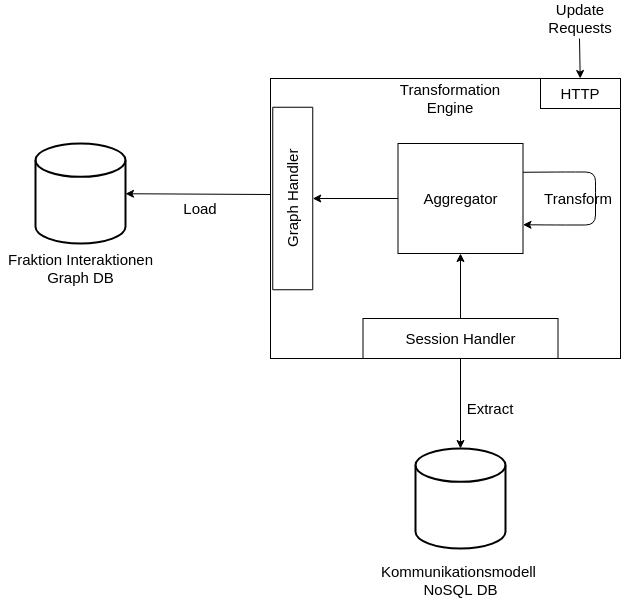 Update
Requests
HTTP
Transformation
Engine
Graph Handler
Aggregator
Transform
Load
Fraktion Interaktionen
Graph DB
Session Handler
Extract
Kommunikationsmodell
NoSQL DB